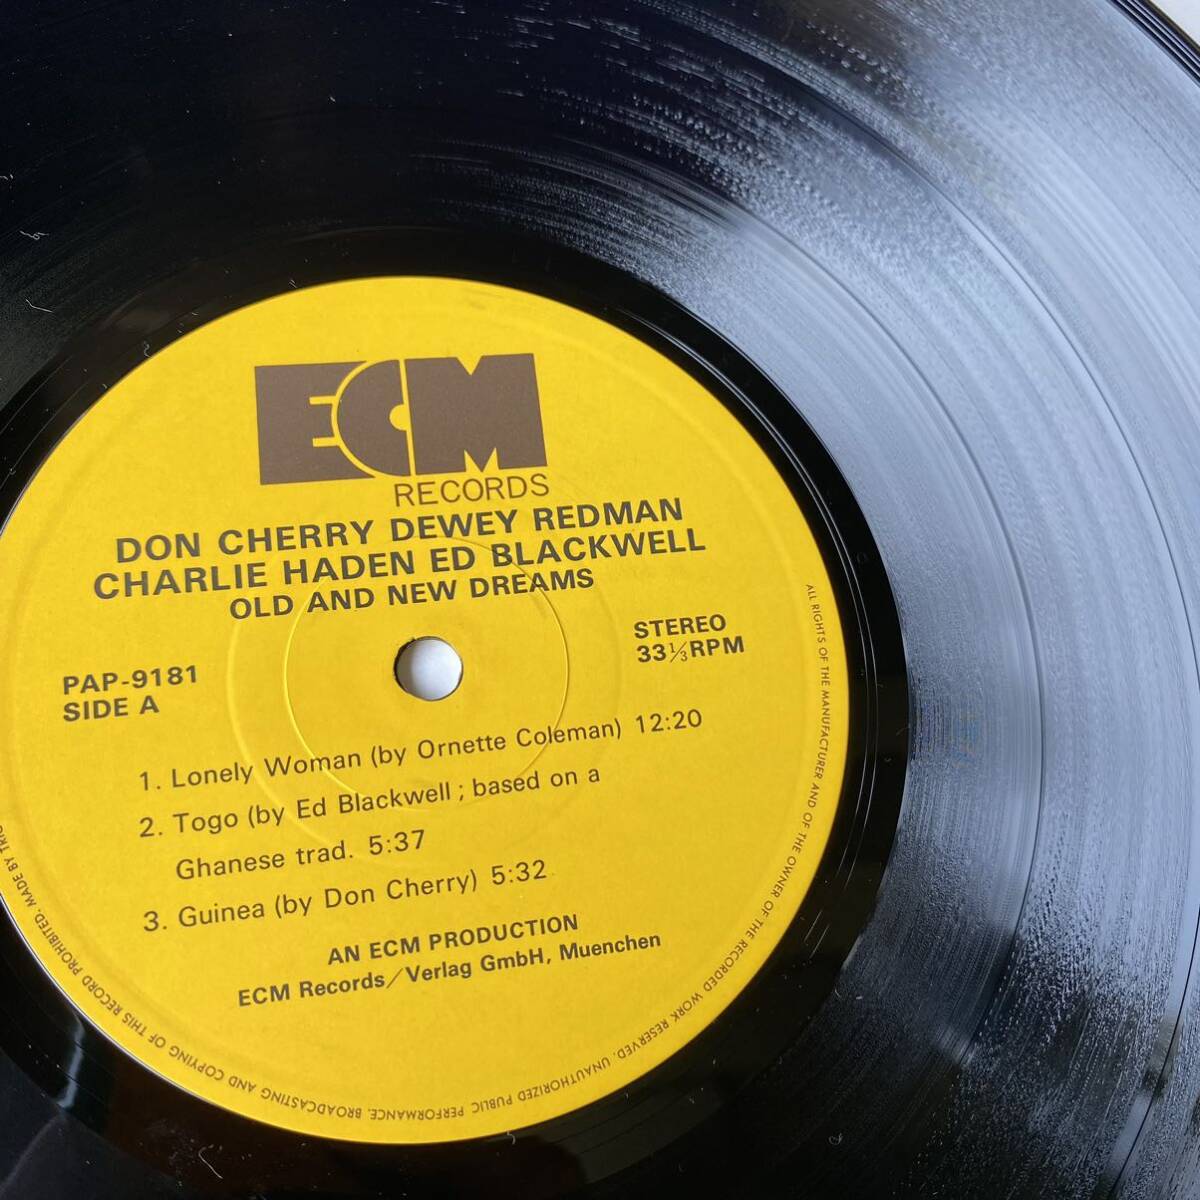 ECM
RECORDS
DON CHERRY DEWEY REDMAN
CHARLIE HADEN ED BLACKWELL
OLD AND NEW DREAMS
STEREO
33⅓RPM
PAP-9181
SIDE A
1. Lonely Woman (by Ornette Coleman) 12:20
2. Togo (by Ed Blackwell ; based on a
Ghanese trad. 5:37
3. Guinea (by Don Cherry) 5:32
AN ECM PRODUCTION
ECM Records/Verlag GmbH, Muenchen
ALL RIGHTS OF THE MANUFACTURER AND OF THE OWNER OF THE RECORDED WORK RESERVED. UNAUTHORIZED PUBLIC PERFORMANCE, BROADCASTING AND COPYING OF THIS RECORD PROHIBITED. MADE BY